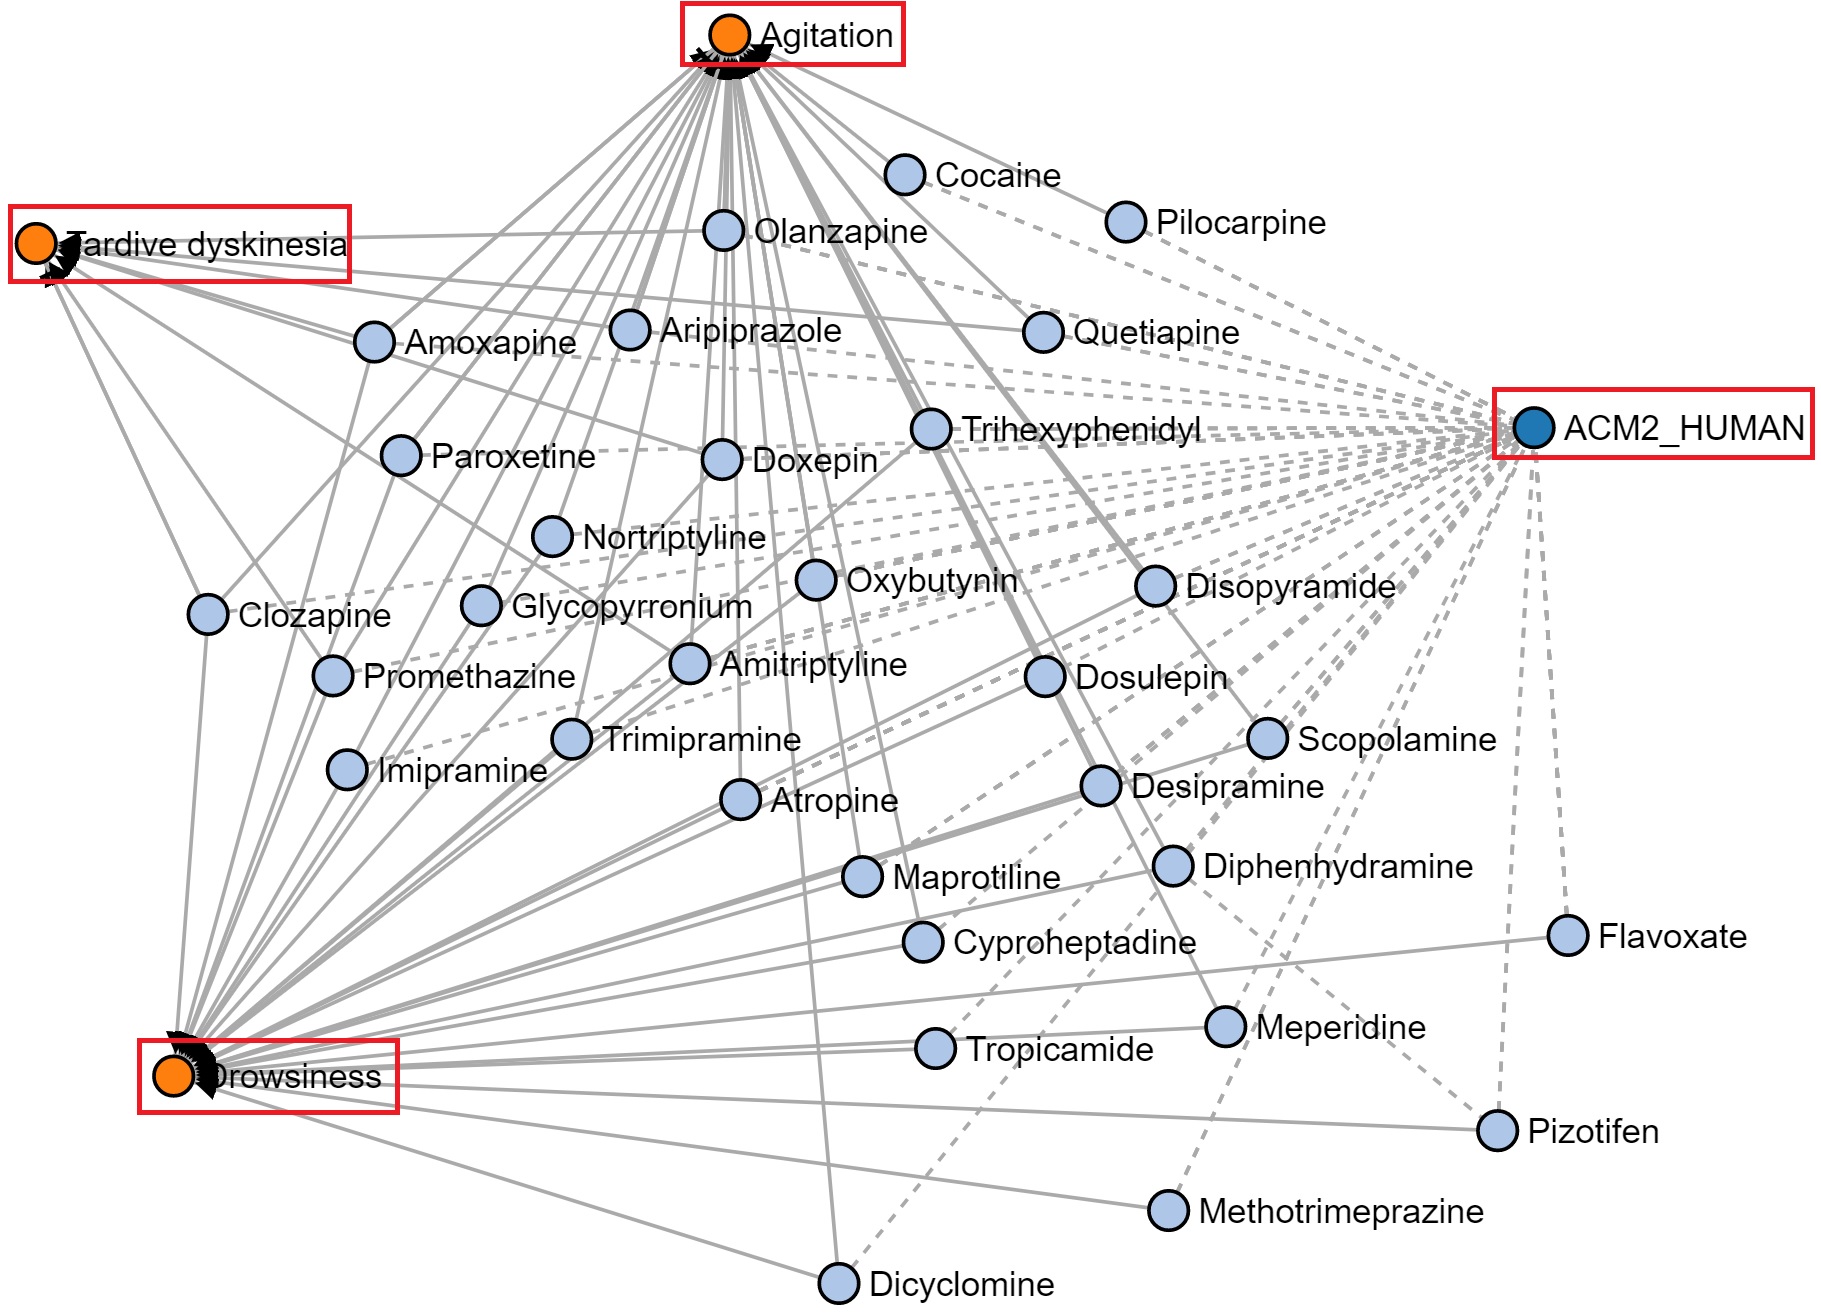 Agitation
Cocaine
Pilocarpine
Olanzapine
Tardive dyskinesia
Aripiprazole
Quetiapine
Amoxapine
Trihexyphenidyl
ACM2_HUMAN
Paroxetine
Doxepin
Nortriptyline
Oxybutynin
Disopyramide
Glycopyrronium
Clozapine
Amitriptyline
Promethazine
Dosulepin
Trimipramine
Scopolamine
Imipramine
Desipramine
Atropine
Diphenhydramine
Maprotiline
Flavoxate
Cyproheptadine
Meperidine
Tropicamide
Drowsiness
Pizotifen
Methotrimeprazine
Dicyclomine